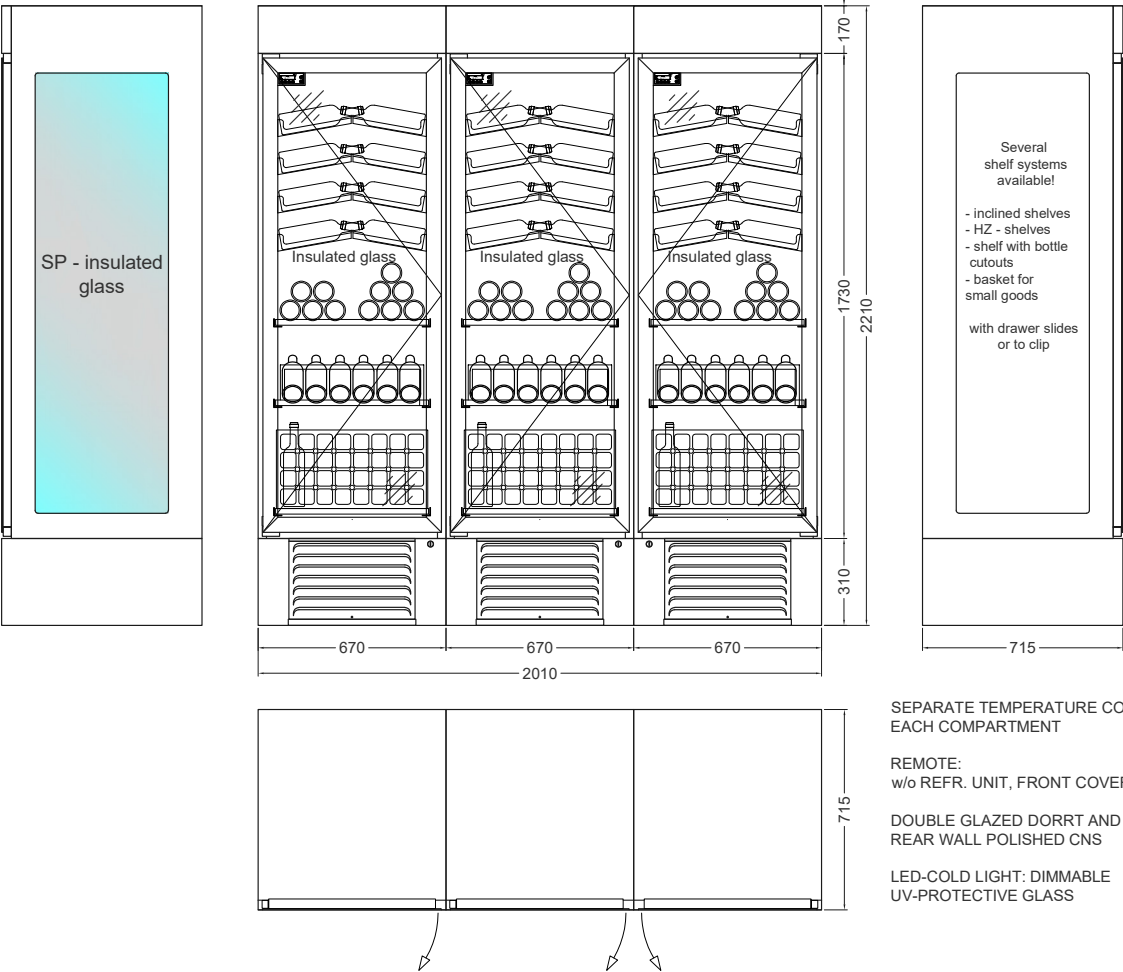 SP - insulated
glass
Insulated glass
Insulated glass
Insulated glass
170
1730
2210
310
670
670
670
2010
Several
shelf systems
available!
- inclined shelves
- HZ - shelves
- shelf with bottle
cutouts
- basket for
small goods
with drawer slides
or to clip
715
715
SEPARATE TEMPERATURE CO
EACH COMPARTMENT
REMOTE:
w/o REFR. UNIT, FRONT COVER
DOUBLE GLAZED DORRT AND
REAR WALL POLISHED CNS
LED-COLD LIGHT: DIMMABLE
UV-PROTECTIVE GLASS